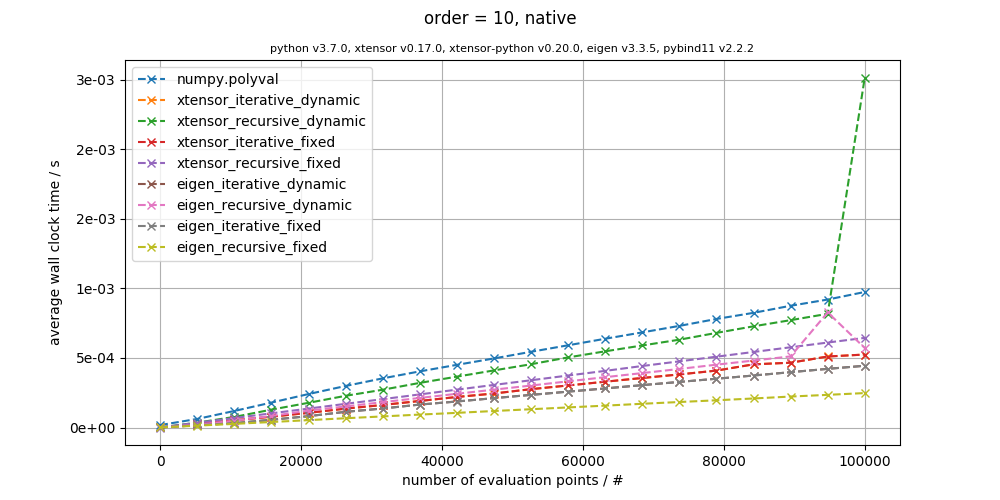 order = 10, native
python v3.7.0, xtensor v0.17.0, xtensor-python v0.20.0, eigen v3.3.5, pybind11 v2.2.2
numpy.polyval
xtensor_iterative_dynamic
xtensor_recursive_dynamic
xtensor_iterative_fixed
xtensor_recursive_fixed
eigen_iterative_dynamic
eigen_recursive_dynamic
eigen_iterative_fixed
eigen_recursive_fixed
average wall clock time / s
3e-03
2e-03
2e-03
1e-03
5e-04
0e+00
0
20000
40000
60000
80000
100000
number of evaluation points / #